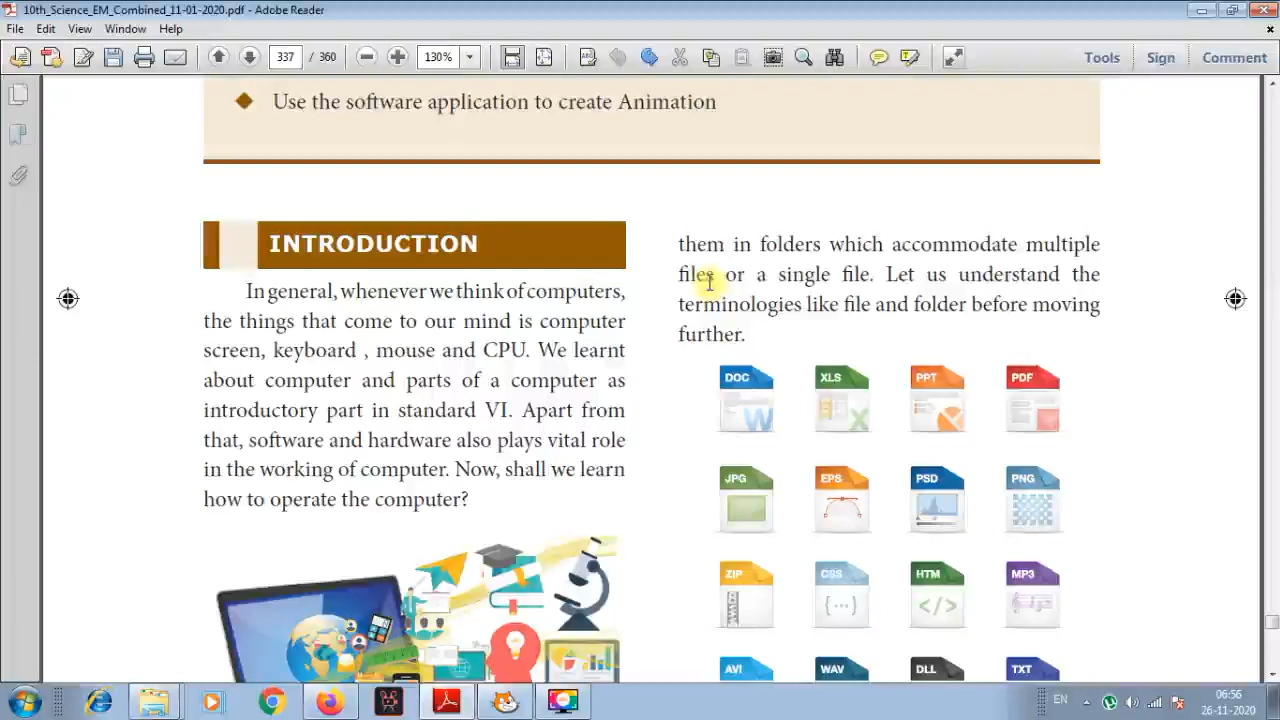 10th_Science_EM_Combined_11-01-2020.pdf - Adobe Reader
File Edit View Window Help
337 / 360 130% Tools Sign Comment
Use the software application to create Animation
INTRODUCTION
In general, whenever we think of computers,
the things that come to our mind is computer
screen, keyboard , mouse and CPU. We learnt
about computer and parts of a computer as
introductory part in standard VI. Apart from
that, software and hardware also plays vital role
in the working of computer. Now, shall we learn
how to operate the computer?
them in folders which accommodate multiple
files or a single file. Let us understand the
terminologies like file and folder before moving
further.
DOC XLS PPT PDF
JPG EPS PSD PNG
ZIP CSS HTM MP3
AVI WAV DLL TXT
EN
06:56
26-11-2020